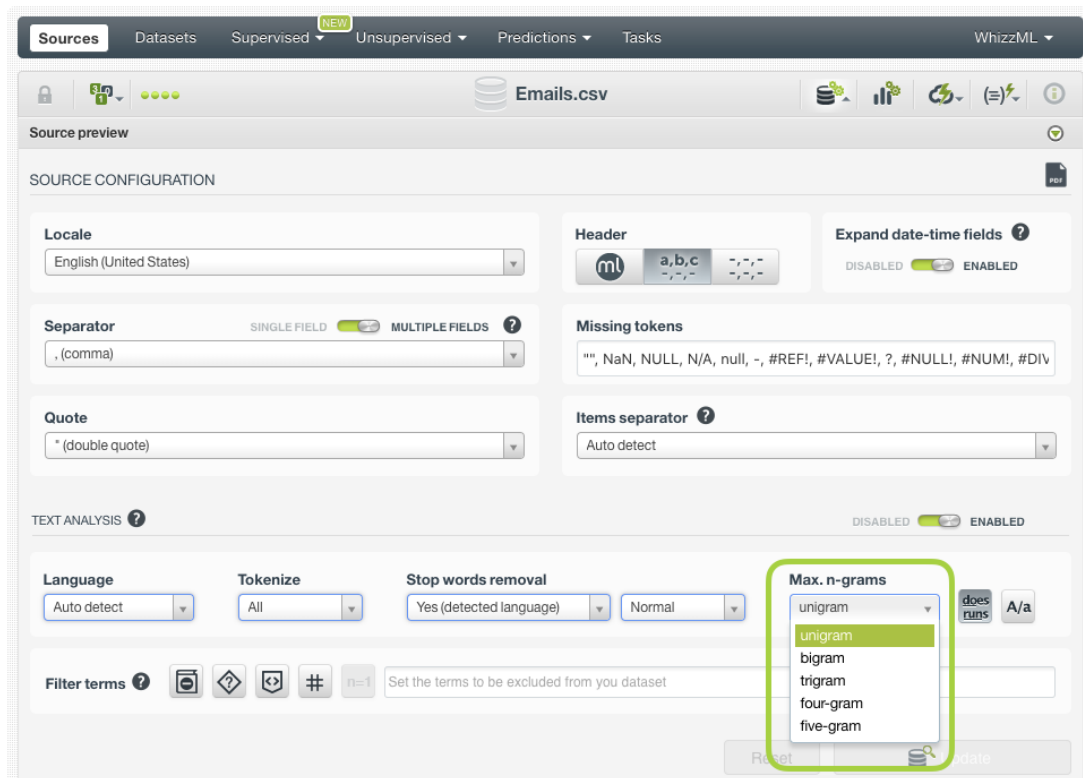 NEW
Sources Datasets Supervised Unsupervised Predictions Tasks WhizzML
Emails.csv
Source preview
SOURCE CONFIGURATION
PDF
Locale
English (United States)
Header
ml
a,b,c
-,-,-
-,-,-
-,-,-
Expand date-time fields ?
DISABLED ENABLED
Separator SINGLE FIELD MULTIPLE FIELDS ?
, (comma)
Missing tokens
"", NaN, NULL, N/A, null, -, #REF!, #VALUE!, ?, #NULL!, #NUM!, #DIV
Quote
" (double quote)
Items separator ?
Auto detect
TEXT ANALYSIS ? DISABLED ENABLED
Language Tokenize Stop words removal Max. n-grams
Auto detect All Yes (detected language) Normal unigram does runs A/a
unigram
bigram
trigram
four-gram
five-gram
Filter terms ? ? <> # n=1 Set the terms to be excluded from you dataset
Reset Update